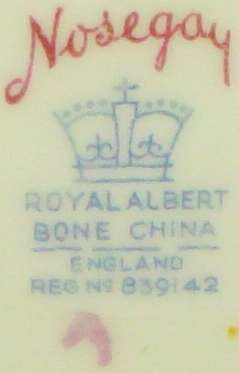 Nosegay
ROYAL ALBERT
BONE CHINA
ENGLAND
REG Nº 839142